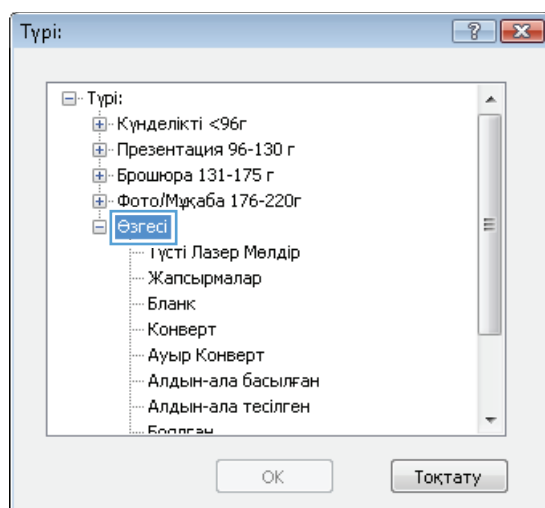 Түрі:
Түрі:
Күнделікті <96г
Презентация 96-130 г
Брошюра 131-175 г
Фото/Мұқаба 176-220г
Өзгесі
Түсті Лазер Мөлдір
Жапсырмалар
Бланк
Конверт
Ауыр Конверт
Алдын-ала басылған
Алдын-ала тесілген
Боялған
OK
Тоқтату